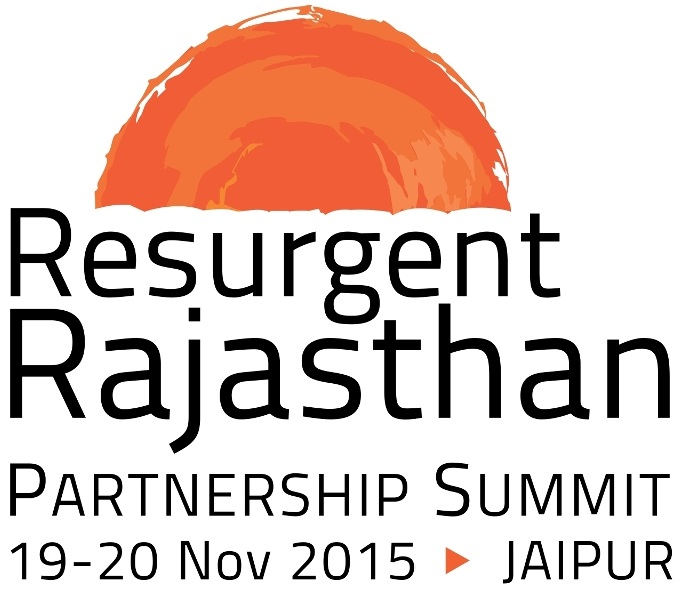 Resurgent
Rajasthan
PARTNERSHIP SUMMIT
19-20 Nov 2015 ▶ JAIPUR